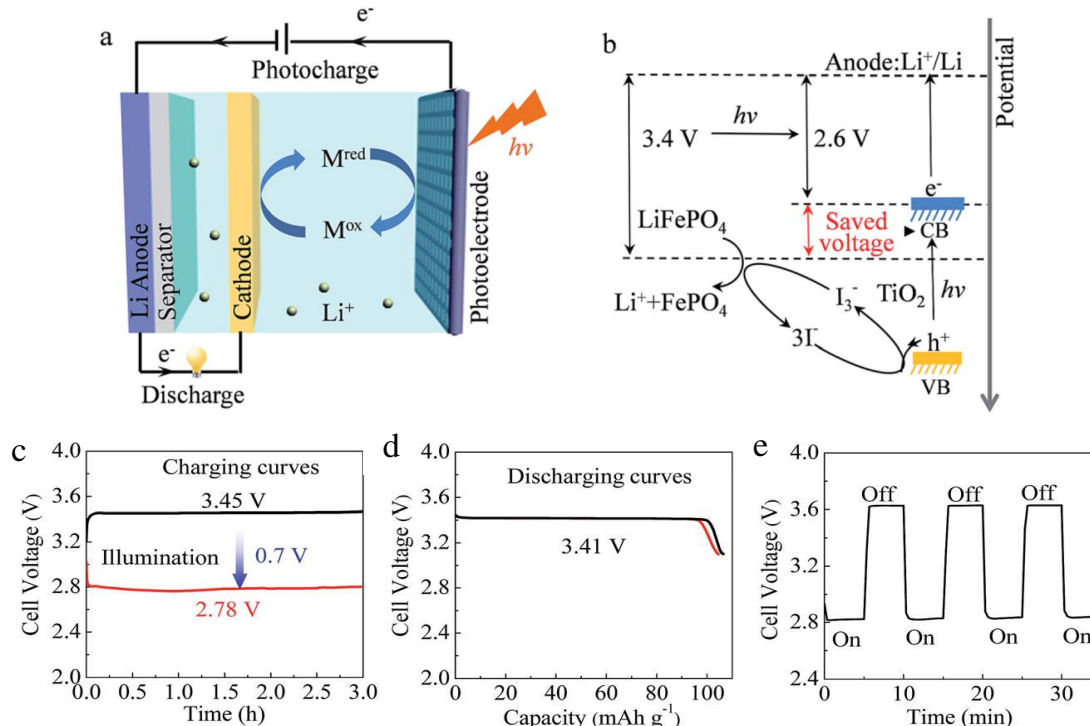 a
e-
Photocharge
hν
Li Anode
Separator
Cathode
M^red
M^ox
Li+
Photoelectrode
e-
Discharge
b
Anode:Li+/Li
Potential
3.4 V
hν
2.6 V
e-
CB
Saved
voltage
LiFePO4
Li++FePO4
I3-
3I-
TiO2
hν
h+
VB
c
Cell Voltage (V)
4.0
3.6
3.2
2.8
2.4
2.0
Charging curves
3.45 V
Illumination
0.7 V
2.78 V
0.0 0.5 1.0 1.5 2.0 2.5 3.0
Time (h)
d
Cell Voltage (V)
4.0
3.6
3.2
2.8
2.4
2.0
Discharging curves
3.41 V
0 20 40 60 80 100
Capacity (mAh g-1)
e
Cell Voltage (V)
4.0
3.6
3.2
2.8
2.4
Off Off Off
On On On On
0 10 20 30
Time (min)